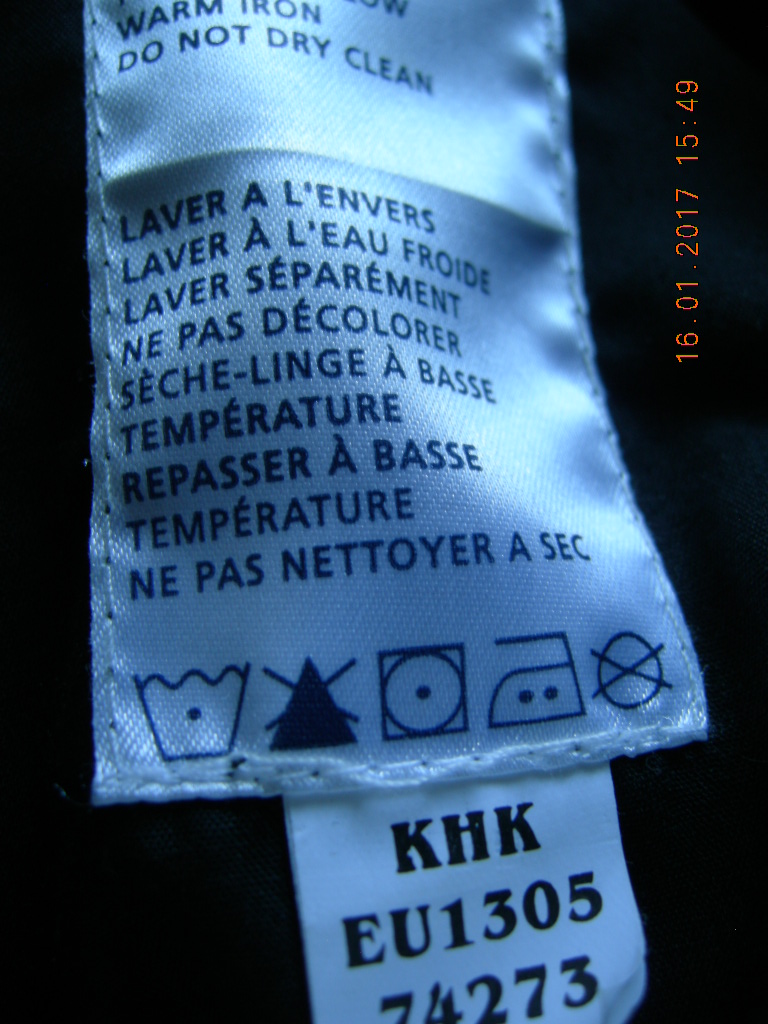 LOW
WARM IRON
DO NOT DRY CLEAN
LAVER A L'ENVERS
LAVER À L'EAU FROIDE
LAVER SÉPARÉMENT
NE PAS DÉCOLORER
SÈCHE-LINGE À BASSE
TEMPÉRATURE
REPASSER À BASSE
TEMPÉRATURE
NE PAS NETTOYER A SEC
KHK
EU1305
74273
16.01.2017 15:49